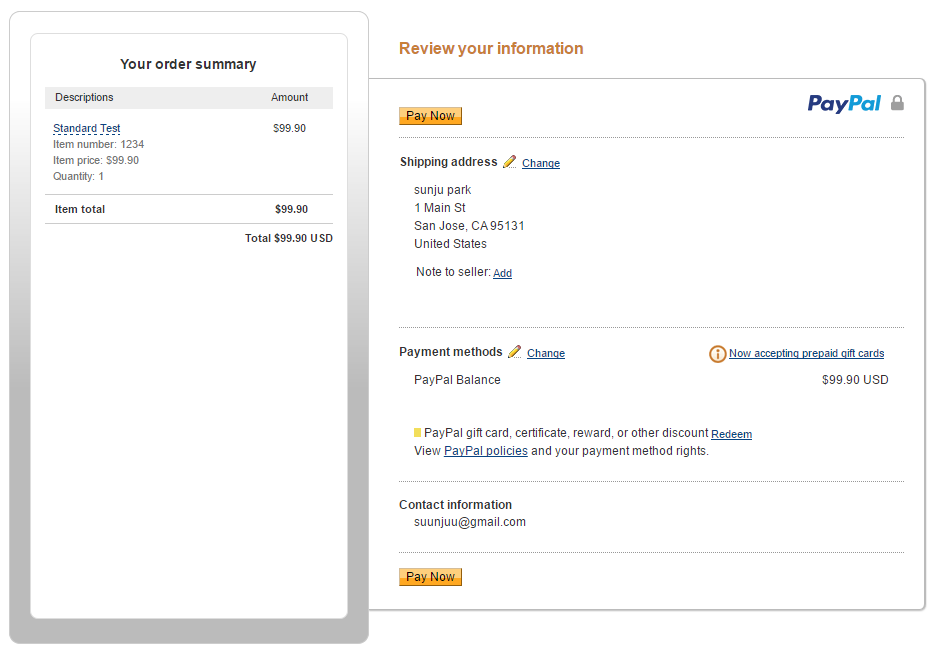 Your order summary
Descriptions Amount
Standard Test $99.90
Item number: 1234
Item price: $99.90
Quantity: 1
Item total $99.90
Total $99.90 USD
Review your information
PayPal
Pay Now
Shipping address Change
sunju park
1 Main St
San Jose, CA 95131
United States
Note to seller: Add
Payment methods Change
Now accepting prepaid gift cards
PayPal Balance $99.90 USD
PayPal gift card, certificate, reward, or other discount Redeem
View PayPal policies and your payment method rights.
Contact information
suunjuu@gmail.com
Pay Now